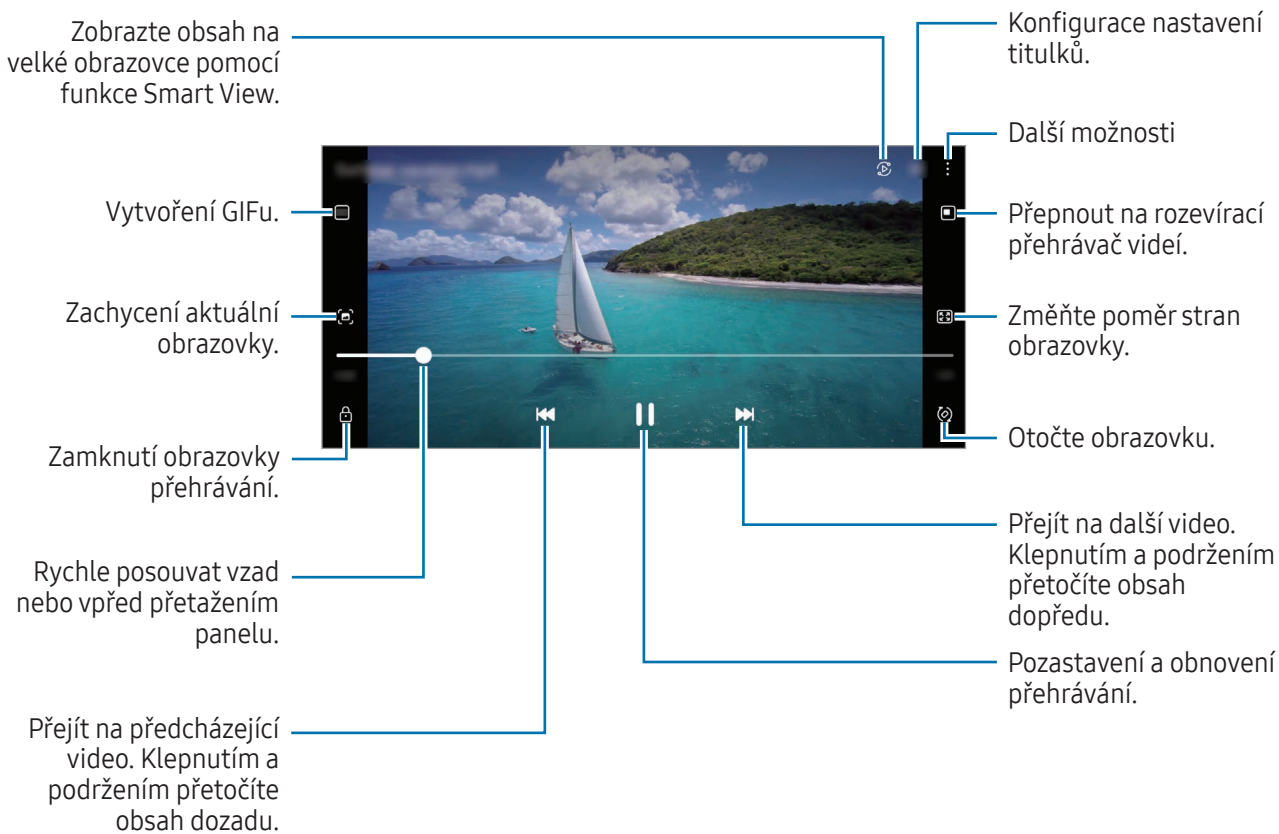 Zobrazte obsah na
velké obrazovce pomocí
funkce Smart View.
Vytvoření GIFu.
Zachycení aktuální
obrazovky.
Zamknutí obrazovky
přehrávání.
Rychle posouvat vzad
nebo vpřed přetažením
panelu.
Přejít na předcházející
video. Klepnutím a
podržením přetočíte
obsah dozadu.
Konfigurace nastavení
titulků.
Další možnosti
Přepnout na rozevírací
přehrávač videí.
Změňte poměr stran
obrazovky.
Otočte obrazovku.
Přejít na další video.
Klepnutím a podržením
přetočíte obsah
dopředu.
Pozastavení a obnovení
přehrávání.